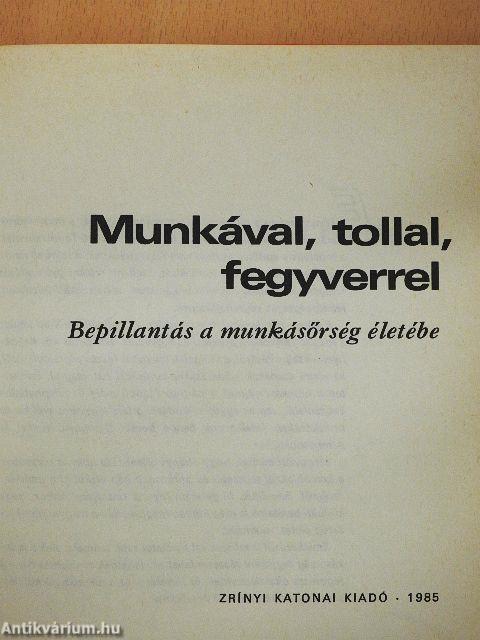 Munkával, tollal,
fegyverrel
Bepillantás a munkásőrség életébe
ZRÍNYI KATONAI KIADÓ · 1985
Antikvárium.hu